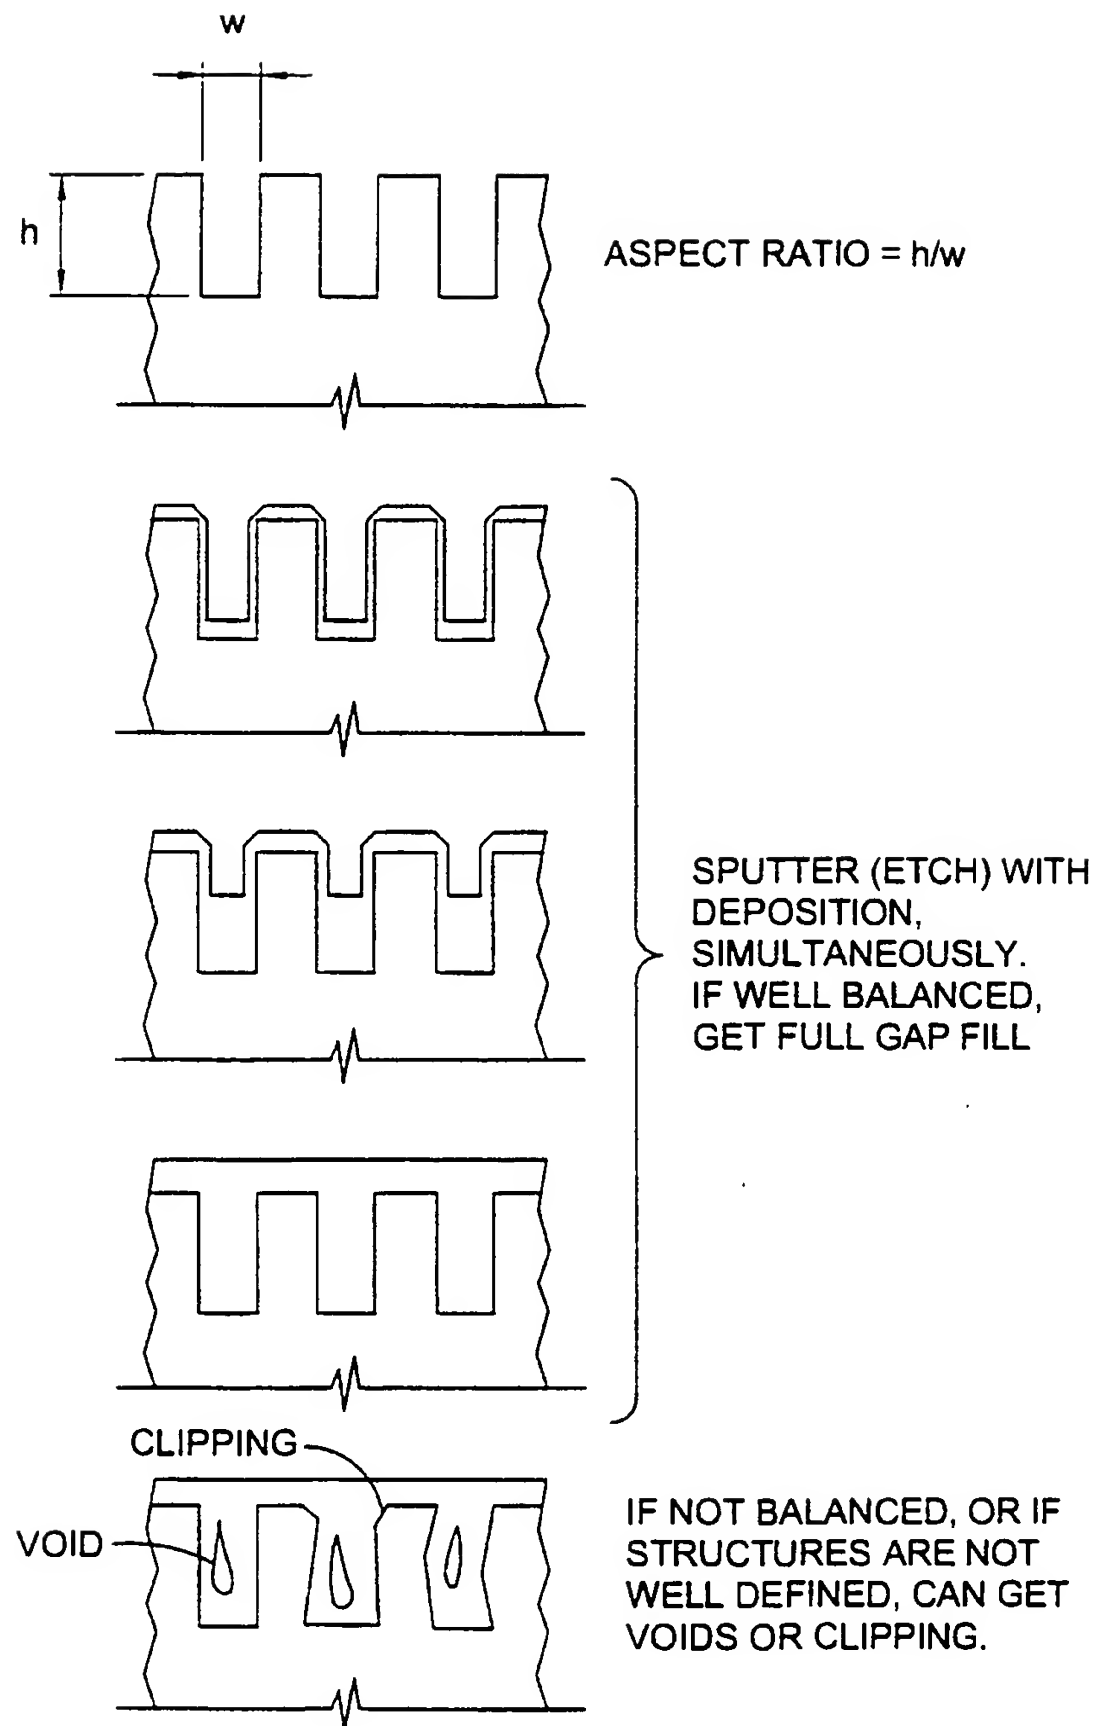 w
h
ASPECT RATIO = h/w
SPUTTER (ETCH) WITH
DEPOSITION,
SIMULTANEOUSLY.
IF WELL BALANCED,
GET FULL GAP FILL
CLIPPING
VOID
IF NOT BALANCED, OR IF
STRUCTURES ARE NOT
WELL DEFINED, CAN GET
VOIDS OR CLIPPING.